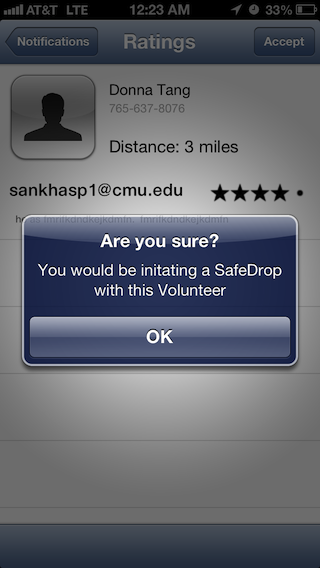 AT&T LTE 12:23 AM 33%
Notifications Ratings Accept
Donna Tang
765-637-8076
Distance: 3 miles
sankhasp1@cmu.edu
Are you sure?
You would be initating a SafeDrop
with this Volunteer
OK